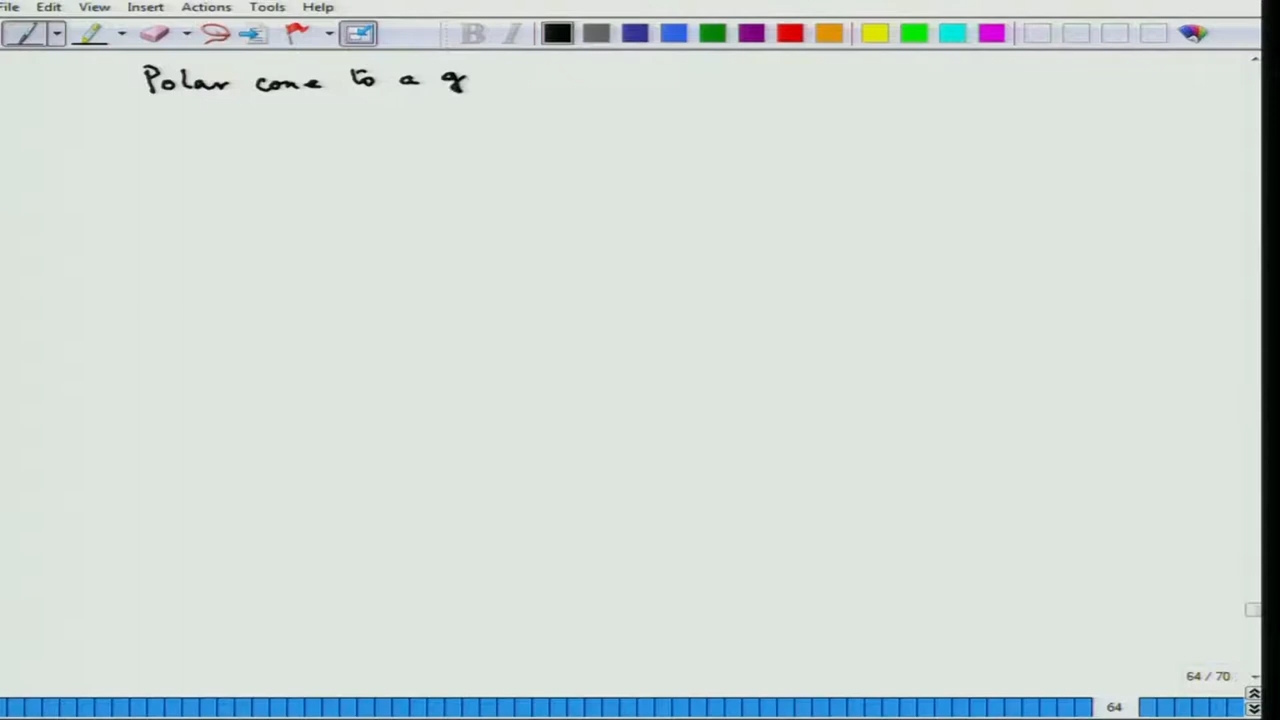 File Edit View Insert Actions Tools Help
B I
Polar cone to a g
64 / 70
64